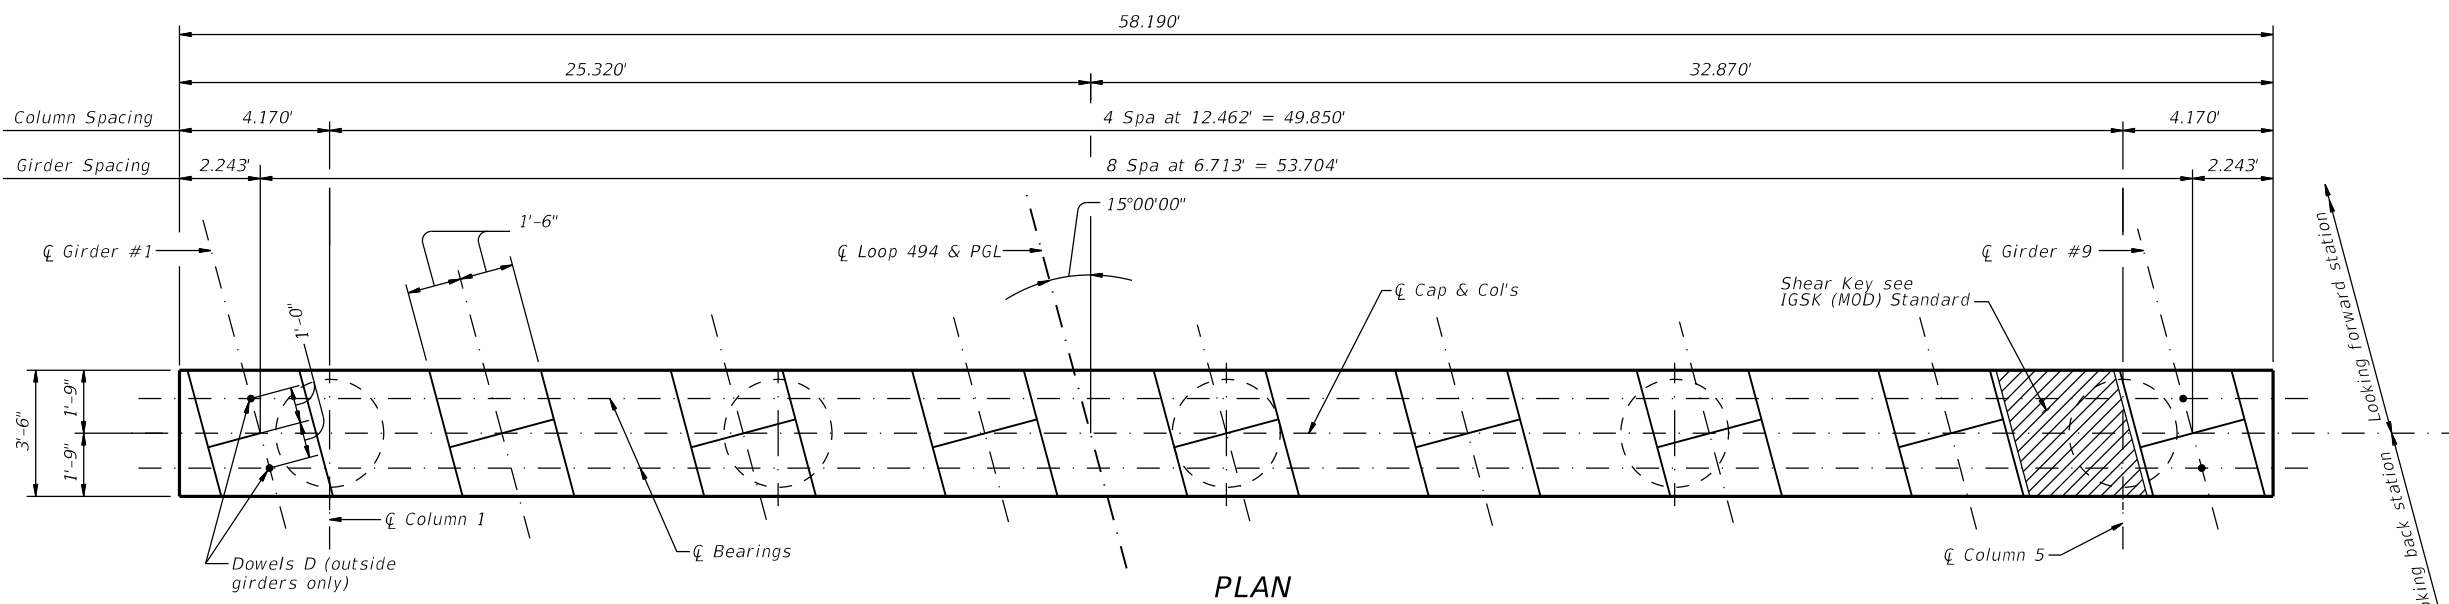 58.190'
25.320'
32.870'
Column Spacing
4.170'
4 Spa at 12.462' = 49.850'
4.170'
Girder Spacing
2.243'
8 Spa at 6.713' = 53.704'
2.243'
15°00'00"
1'-6"
℄ Girder #1
℄ Loop 494 & PGL
℄ Girder #9
Looking forward station
Shear Key see
IGSK (MOD) Standard
℄ Cap & Col's
1'-0"
3'-6"
1'-9"
1'-9"
℄ Column 1
℄ Bearings
℄ Column 5
Dowels D (outside
girders only)
king back station
PLAN